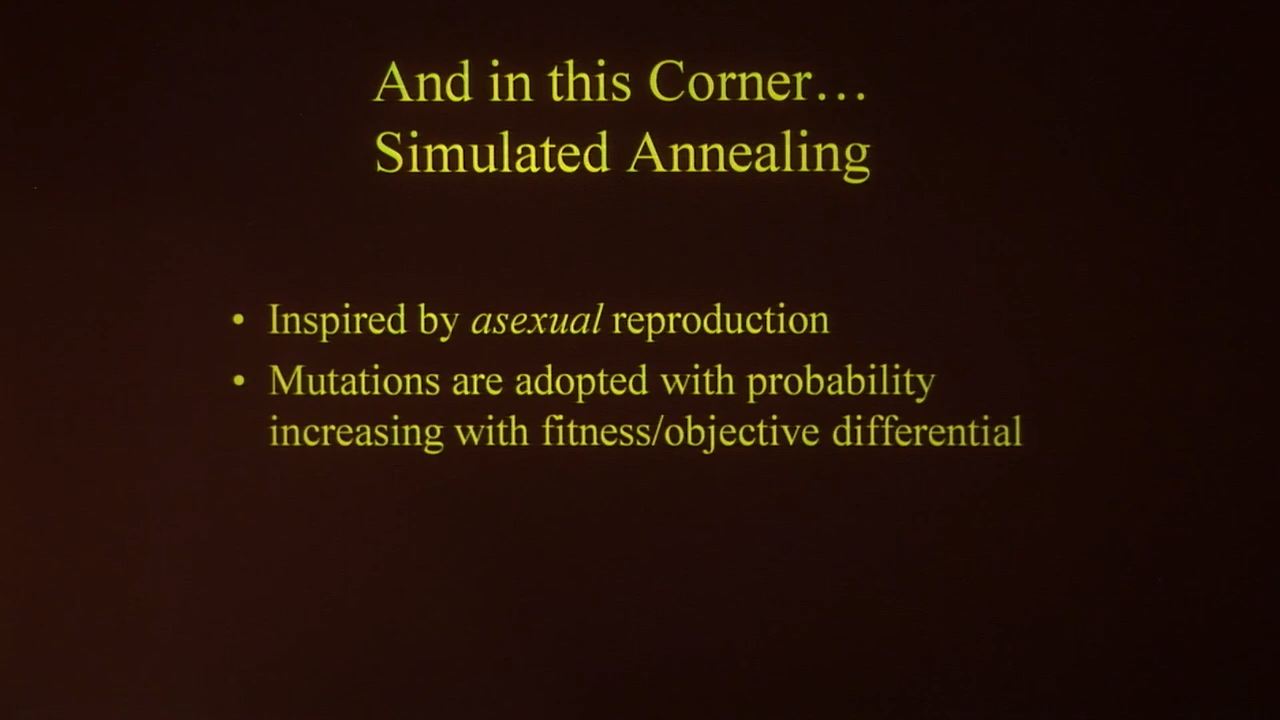 And in this Corner…
Simulated Annealing
• Inspired by asexual reproduction
• Mutations are adopted with probability
increasing with fitness/objective differential